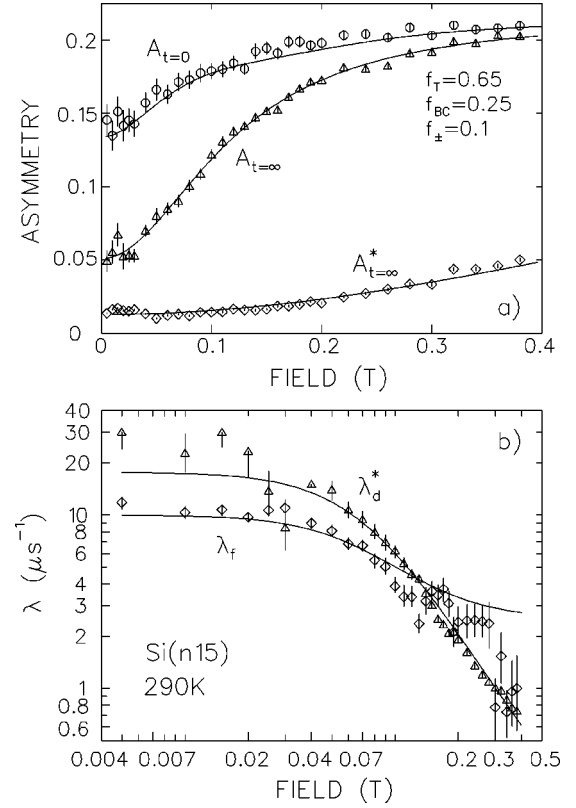 0.2
0.15
0.1
0.05
0
ASYMMETRY
A_{t=0}
A_{t=∞}
A^{*}_{t=∞}
f_T=0.65
f_{BC}=0.25
f_±=0.1
a)
0 0.1 0.2 0.3 0.4
FIELD (T)
40
30
20
10
8
6
4
3
2
1
0.8
0.6
λ (μs⁻¹)
b)
λ^{*}_d
λ_f
Si(n15)
290K
0.004 0.007 0.02 0.04 0.07 0.2 0.3 0.5
FIELD (T)